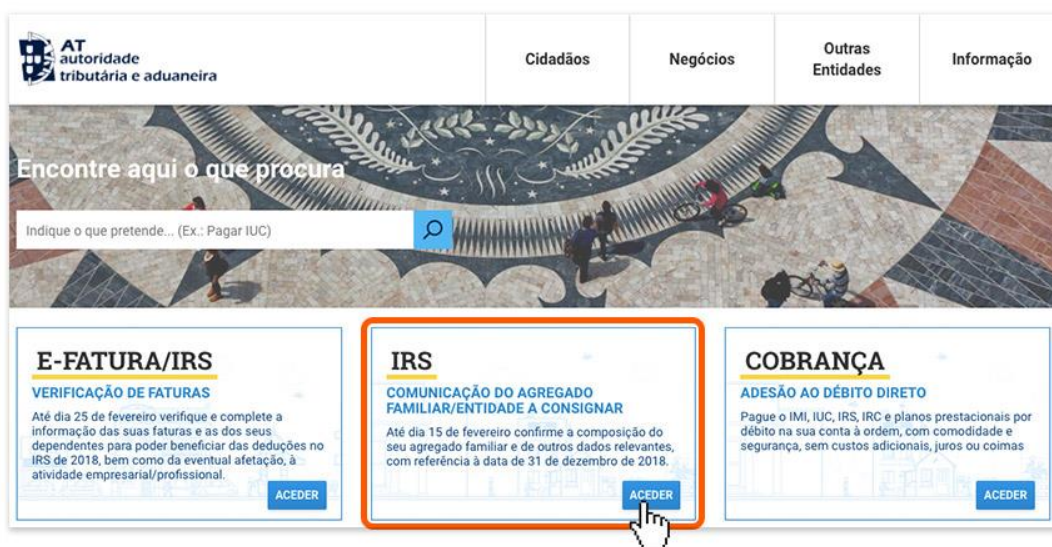 AT
autoridade
tributária e aduaneira
Cidadãos
Negócios
Outras
Entidades
Informação
Encontre aqui o que procura
Indique o que pretende... (Ex.: Pagar IUC)
E-FATURA/IRS
VERIFICAÇÃO DE FATURAS
Até dia 25 de fevereiro verifique e complete a
informação das suas faturas e as dos seus
dependentes para poder beneficiar das deduções no
IRS de 2018, bem como da eventual afetação, à
atividade empresarial/profissional.
ACEDER
IRS
COMUNICAÇÃO DO AGREGADO
FAMILIAR/ENTIDADE A CONSIGNAR
Até dia 15 de fevereiro confirme a composição do
seu agregado familiar e de outros dados relevantes,
com referência à data de 31 de dezembro de 2018.
ACEDER
COBRANÇA
ADESÃO AO DÉBITO DIRETO
Pague o IMI, IUC, IRS, IRC e planos prestacionais por
débito na sua conta à ordem, com comodidade e
segurança, sem custos adicionais, juros ou coimas
ACEDER